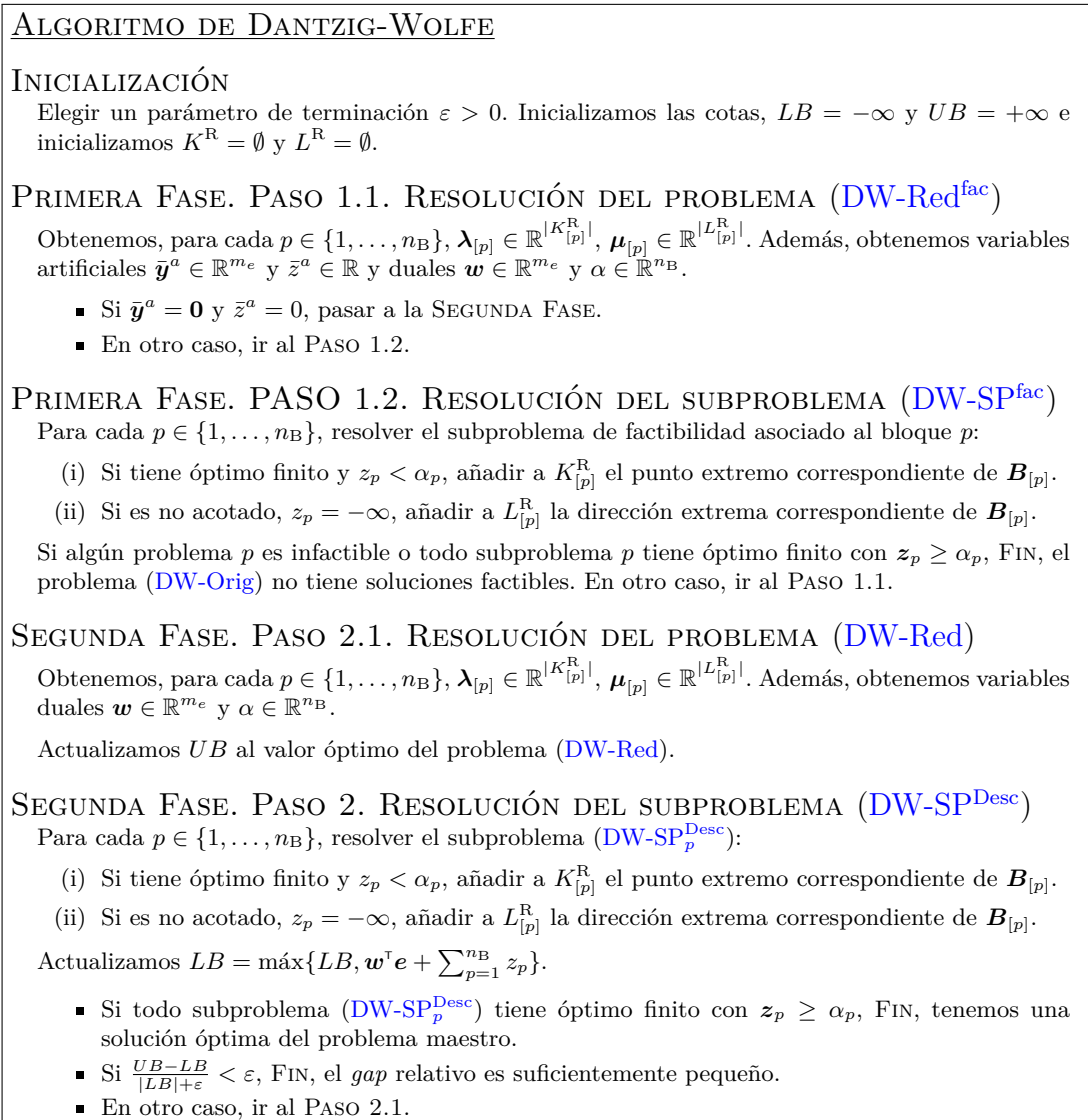 Algoritmo de Dantzig-Wolfe
Inicialización
Elegir un parámetro de terminación ε > 0. Inicializamos las cotas, LB = −∞ y UB = +∞ e
inicializamos K^R = ∅ y L^R = ∅.
Primera Fase. Paso 1.1. Resolución del problema (DW-Red^fac)
Obtenemos, para cada p ∈ {1, . . . , n_B}, λ_[p] ∈ ℝ^{|K^R_[p]|}, μ_[p] ∈ ℝ^{|L^R_[p]|}. Además, obtenemos variables
artificiales ȳ^a ∈ ℝ^{m_e} y z̄^a ∈ ℝ y duales w ∈ ℝ^{m_e} y α ∈ ℝ^{n_B}.
▪ Si ȳ^a = 0 y z̄^a = 0, pasar a la Segunda Fase.
▪ En otro caso, ir al Paso 1.2.
Primera Fase. PASO 1.2. Resolución del subproblema (DW-SP^fac)
Para cada p ∈ {1, . . . , n_B}, resolver el subproblema de factibilidad asociado al bloque p:
(i) Si tiene óptimo finito y z_p < α_p, añadir a K^R_[p] el punto extremo correspondiente de B_[p].
(ii) Si es no acotado, z_p = −∞, añadir a L^R_[p] la dirección extrema correspondiente de B_[p].
Si algún problema p es infactible o todo subproblema p tiene óptimo finito con z_p ≥ α_p, Fin, el
problema (DW-Orig) no tiene soluciones factibles. En otro caso, ir al Paso 1.1.
Segunda Fase. Paso 2.1. Resolución del problema (DW-Red)
Obtenemos, para cada p ∈ {1, . . . , n_B}, λ_[p] ∈ ℝ^{|K^R_[p]|}, μ_[p] ∈ ℝ^{|L^R_[p]|}. Además, obtenemos variables
duales w ∈ ℝ^{m_e} y α ∈ ℝ^{n_B}.
Actualizamos UB al valor óptimo del problema (DW-Red).
Segunda Fase. Paso 2. Resolución del subproblema (DW-SP^Desc)
Para cada p ∈ {1, . . . , n_B}, resolver el subproblema (DW-SP^Desc_p):
(i) Si tiene óptimo finito y z_p < α_p, añadir a K^R_[p] el punto extremo correspondiente de B_[p].
(ii) Si es no acotado, z_p = −∞, añadir a L^R_[p] la dirección extrema correspondiente de B_[p].
Actualizamos LB = máx{LB, w^⊤e + ∑_{p=1}^{n_B} z_p}.
▪ Si todo subproblema (DW-SP^Desc_p) tiene óptimo finito con z_p ≥ α_p, Fin, tenemos una
solución óptima del problema maestro.
▪ Si (UB−LB)/(|LB|+ε) < ε, Fin, el gap relativo es suficientemente pequeño.
▪ En otro caso, ir al Paso 2.1.